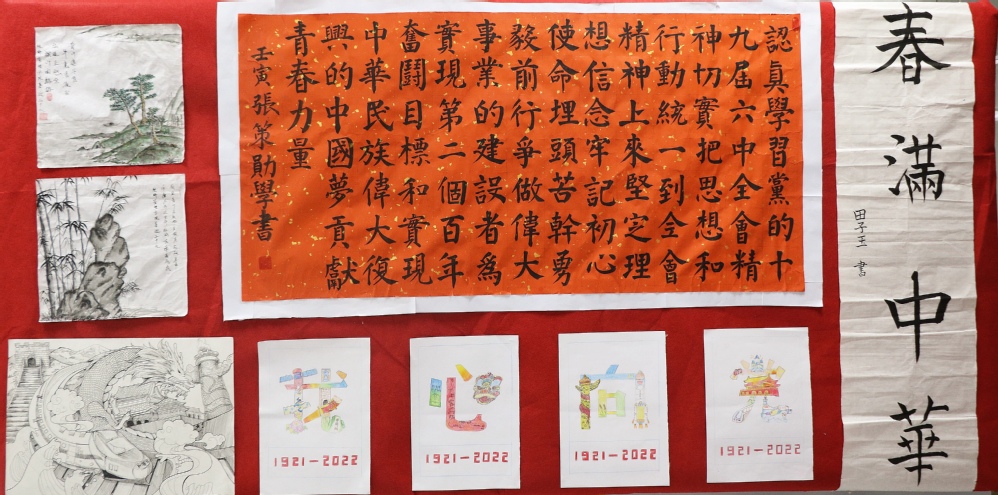 認真學習黨的十
九屆六中全會精
神切實把思想和
行動統一到全會
精神上來堅定理
想信念牢記初心
使命埋頭苦幹勇
毅前行爭做偉大
事業的建設者為
實現第二個百年
奮鬪目標和實現
中華民族偉大復
興的中國夢貢獻
青春力量
壬寅張策勛學書
春滿中華
田子王 書
心
向
党
1921-2022
1921-2022
1921-2022
1921-2022